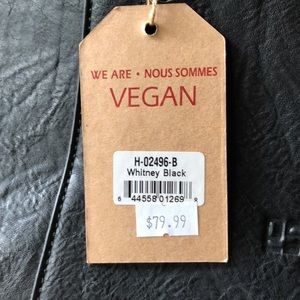 WE ARE • NOUS SOMMES
VEGAN
H-02496-B
Whitney Black
6 44558 01269 8
$79.99